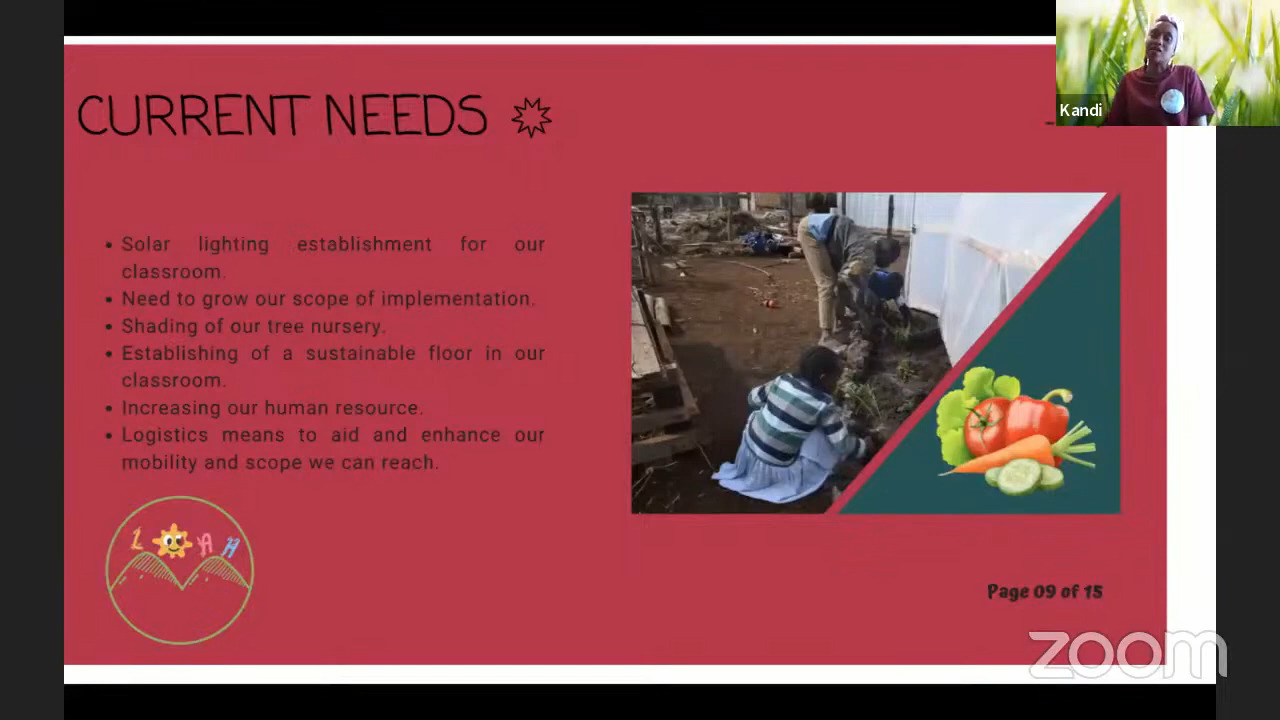 CURRENT NEEDS
Kandi
• Solar lighting establishment for our
classroom.
• Need to grow our scope of implementation.
• Shading of our tree nursery.
• Establishing of a sustainable floor in our
classroom.
• Increasing our human resource.
• Logistics means to aid and enhance our
mobility and scope we can reach.
L A H
Page 09 of 15
zoom